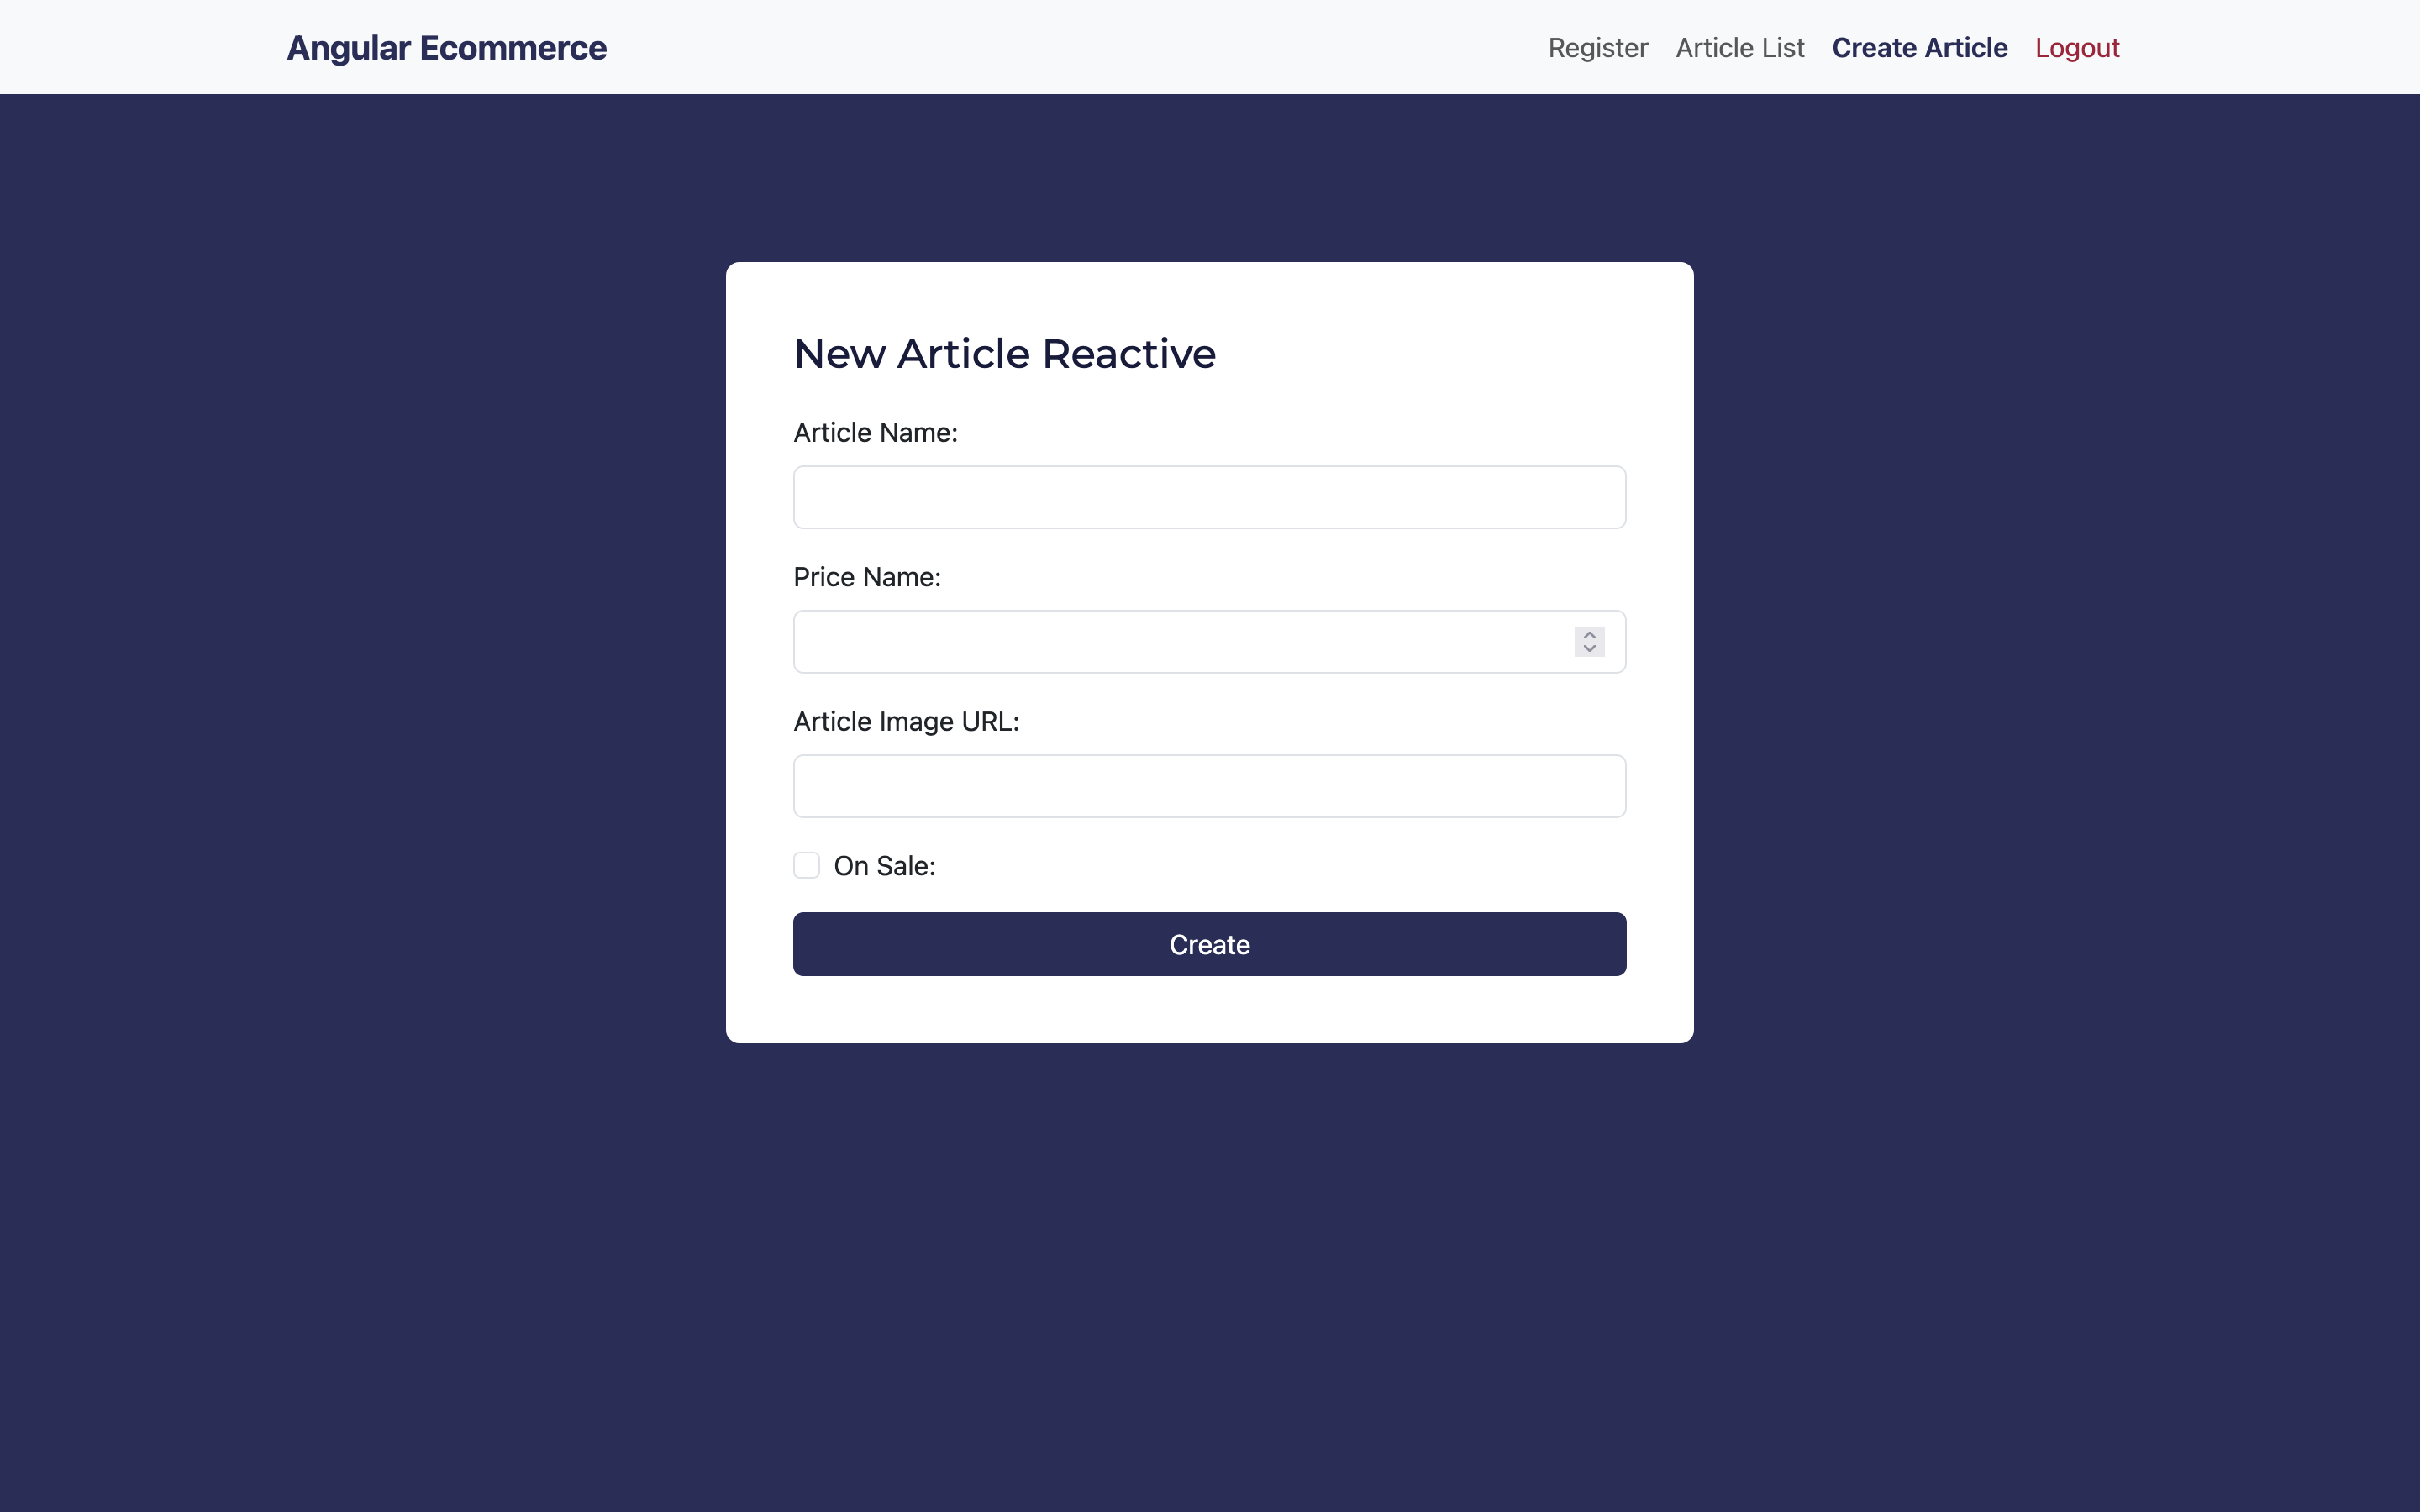 Angular Ecommerce
Register Article List Create Article Logout
New Article Reactive
Article Name:
Price Name:
Article Image URL:
On Sale:
Create